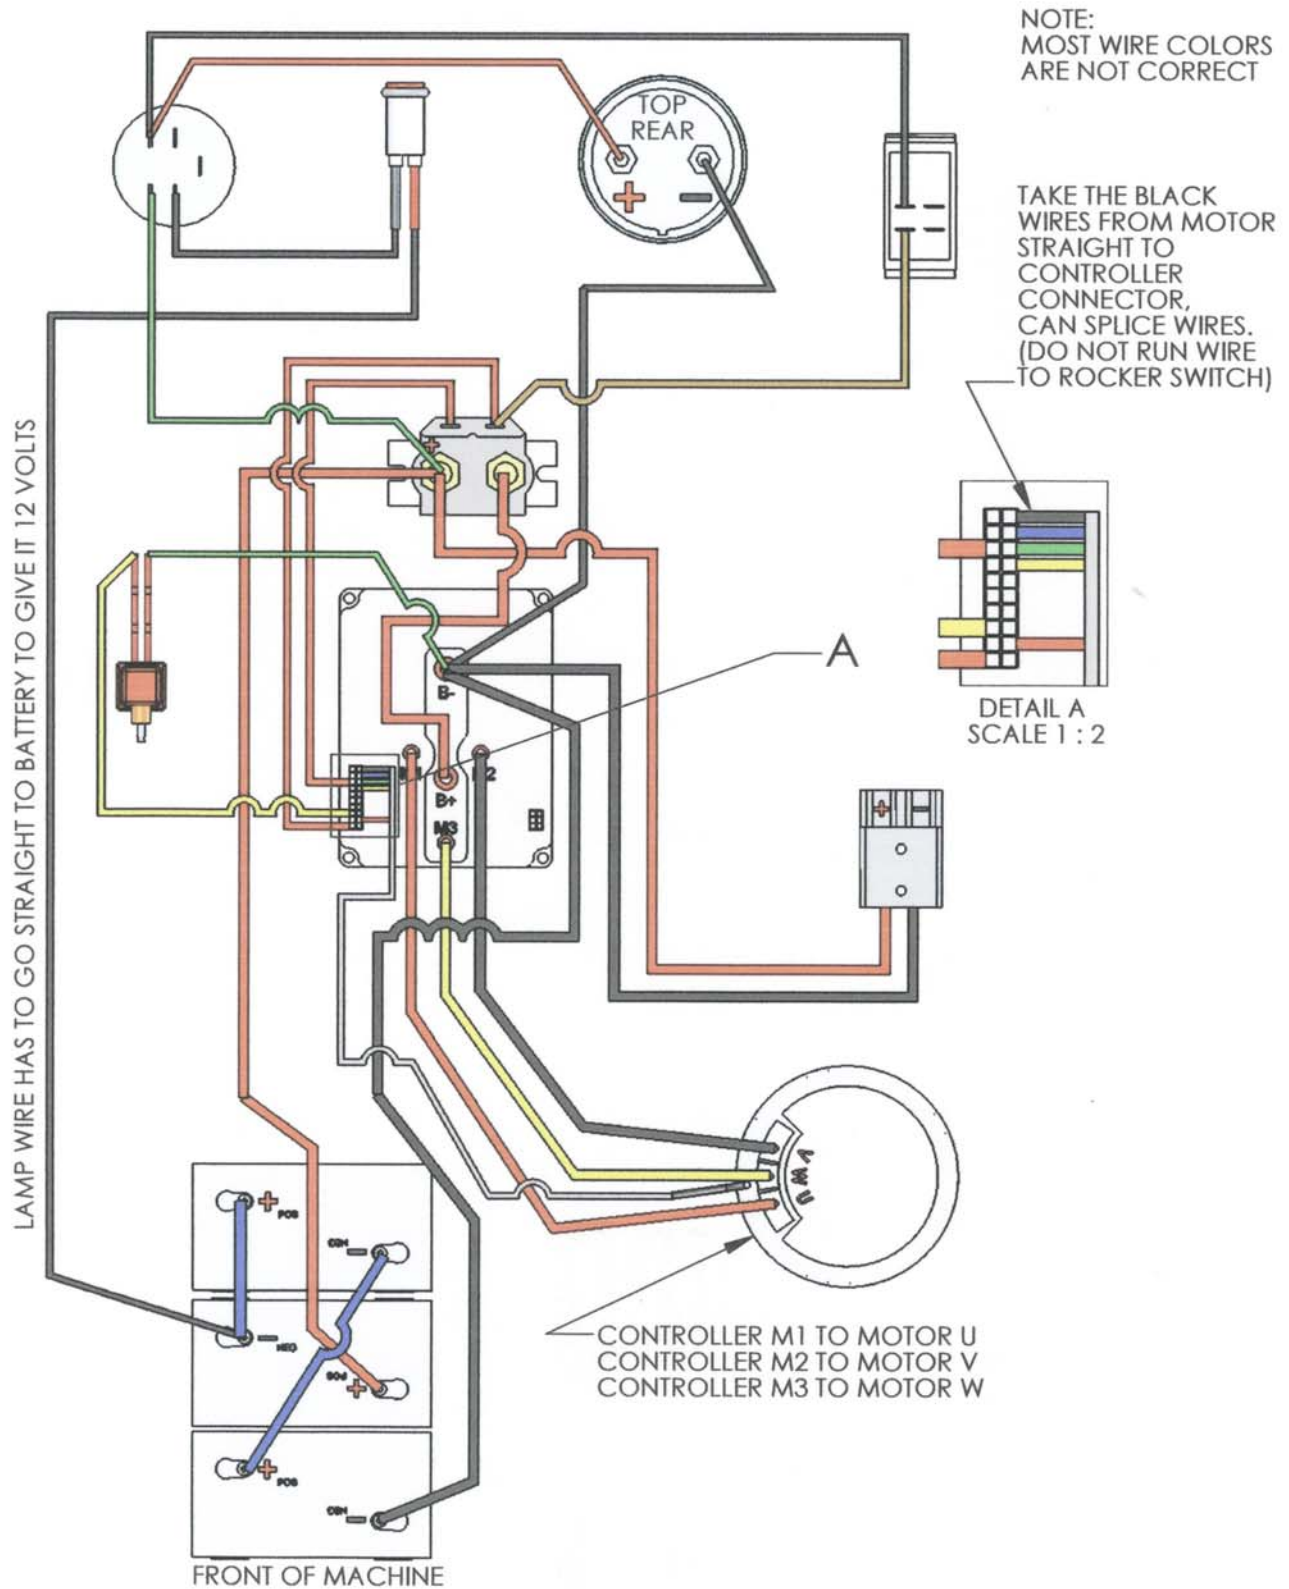 NOTE:
MOST WIRE COLORS
ARE NOT CORRECT
TOP
REAR
+ −
TAKE THE BLACK
WIRES FROM MOTOR
STRAIGHT TO
CONTROLLER
CONNECTOR,
CAN SPLICE WIRES.
(DO NOT RUN WIRE
TO ROCKER SWITCH)
LAMP WIRE HAS TO GO STRAIGHT TO BATTERY TO GIVE IT 12 VOLTS
+
A
B-
B+
M3
DETAIL A
SCALE 1 : 2
+ −
V
W
U
+ POS
− NEG
− NEG
POS +
+ POS
NEG −
CONTROLLER M1 TO MOTOR U
CONTROLLER M2 TO MOTOR V
CONTROLLER M3 TO MOTOR W
FRONT OF MACHINE